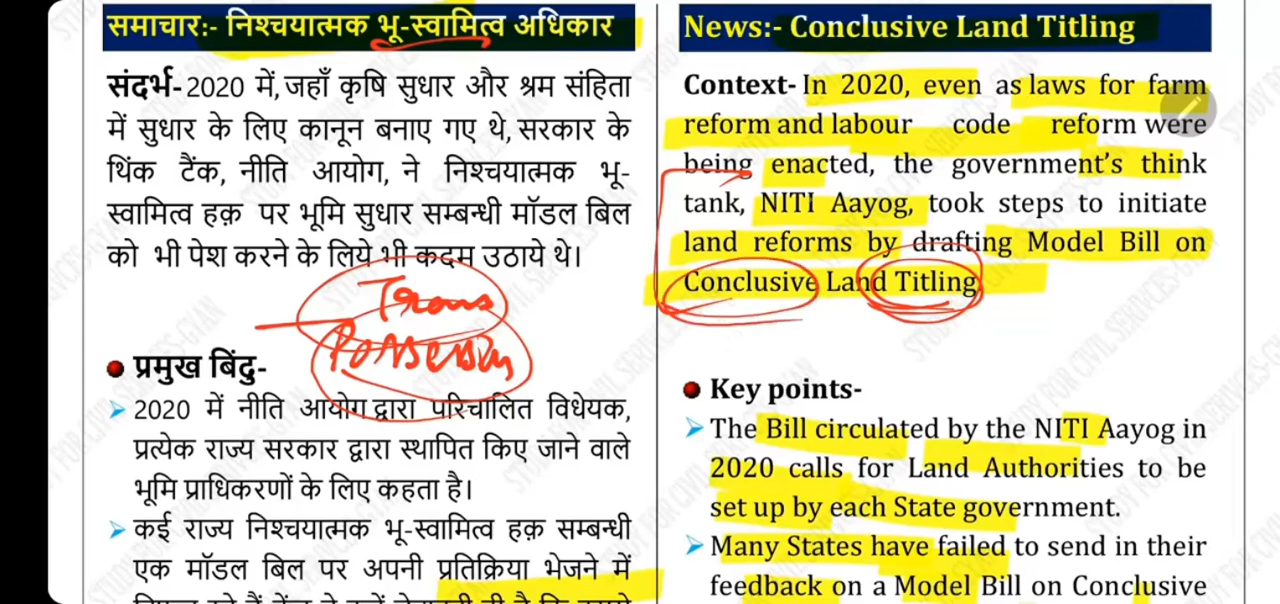 समाचार:- निश्चयात्मक भू-स्वामित्व अधिकार
संदर्भ-2020 में, जहाँ कृषि सुधार और श्रम संहिता
में सुधार के लिए कानून बनाए गए थे, सरकार के
थिंक टैंक, नीति आयोग, ने निश्चयात्मक भू-
स्वामित्व हक़ पर भूमि सुधार सम्बन्धी मॉडल बिल
को भी पेश करने के लिये भी कदम उठाये थे।
Trans
Possession
प्रमुख बिंदु-
2020 में नीति आयोग द्वारा परिचालित विधेयक,
प्रत्येक राज्य सरकार द्वारा स्थापित किए जाने वाले
भूमि प्राधिकरणों के लिए कहता है।
कई राज्य निश्चयात्मक भू-स्वामित्व हक़ सम्बन्धी
एक मॉडल बिल पर अपनी प्रतिक्रिया भेजने में
News:- Conclusive Land Titling
Context- In 2020, even as laws for farm
reform and labour code reform were
being enacted, the government's think
tank, NITI Aayog, took steps to initiate
land reforms by drafting Model Bill on
Conclusive Land Titling
Key points-
The Bill circulated by the NITI Aayog in
2020 calls for Land Authorities to be
set up by each State government.
Many States have failed to send in their
feedback on a Model Bill on Conclusive